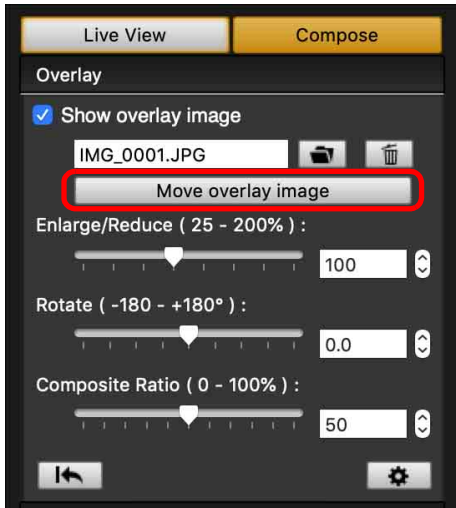 Live View Compose
Overlay
Show overlay image
IMG_0001.JPG
Move overlay image
Enlarge/Reduce ( 25 - 200% ) :
100
Rotate ( -180 - +180° ) :
0.0
Composite Ratio ( 0 - 100% ) :
50